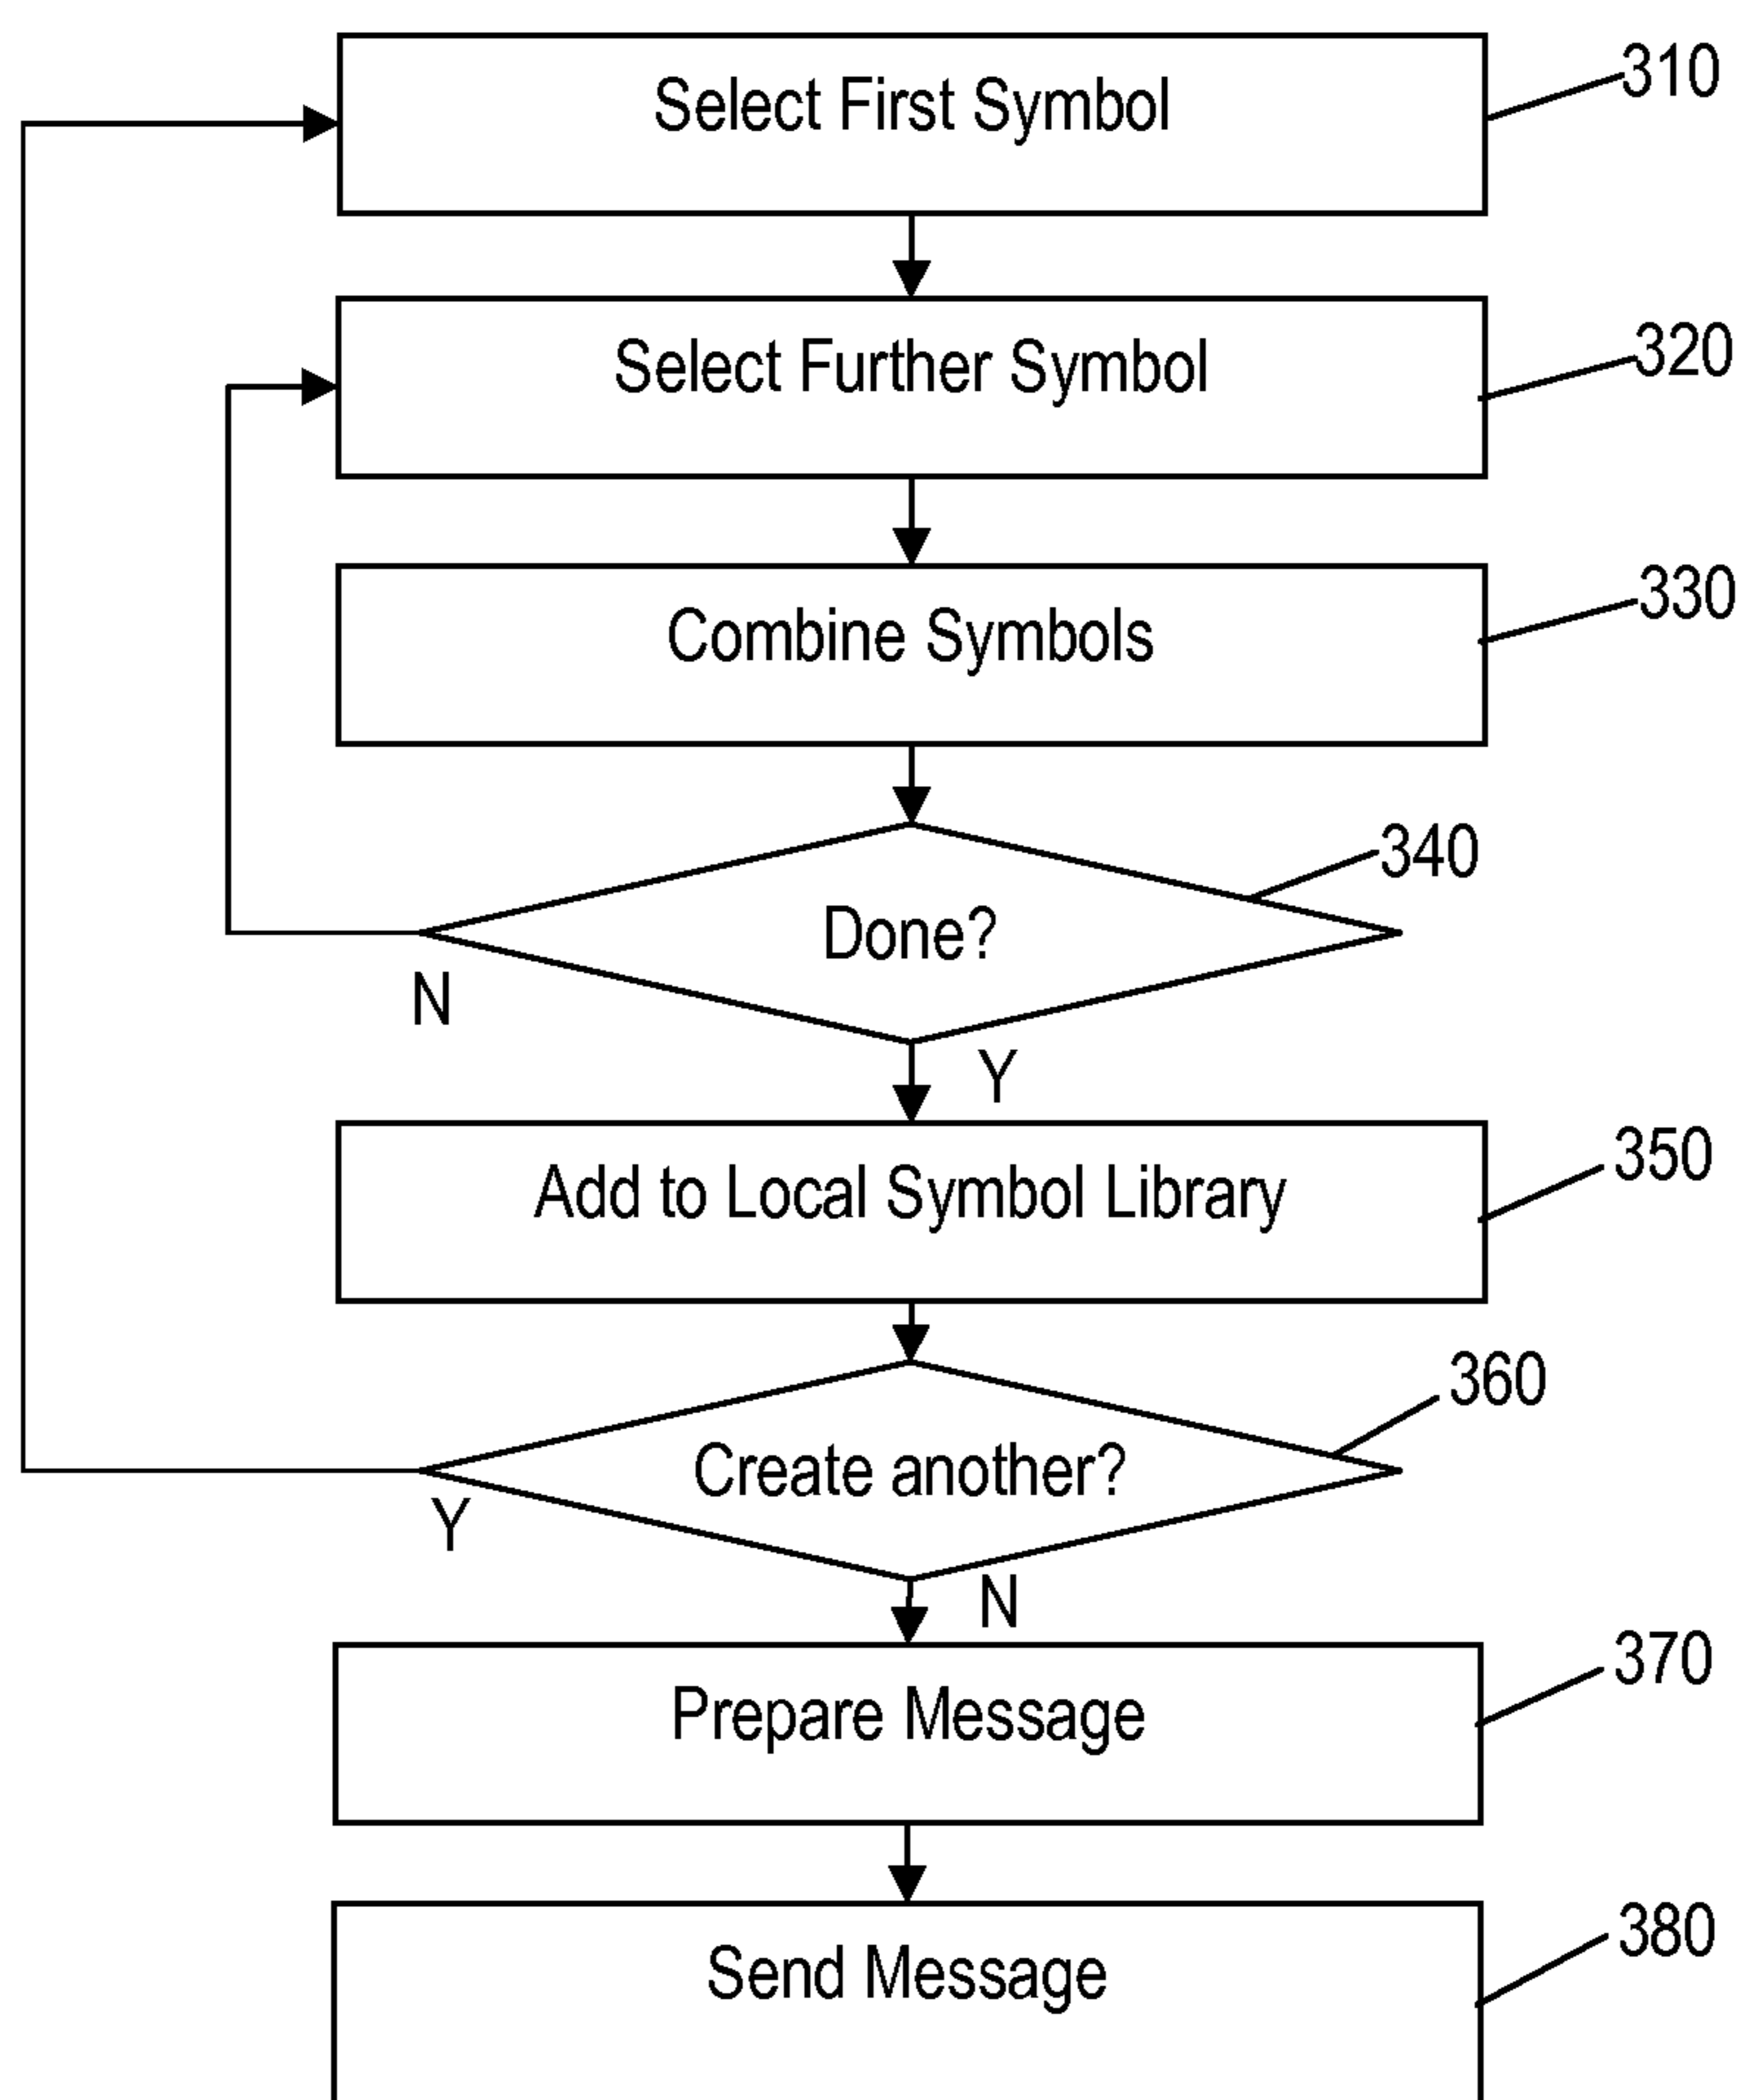 Select First Symbol
310
Select Further Symbol
320
Combine Symbols
330
340
Done?
N
Y
Add to Local Symbol Library
350
360
Create another?
Y
N
Prepare Message
370
Send Message
380